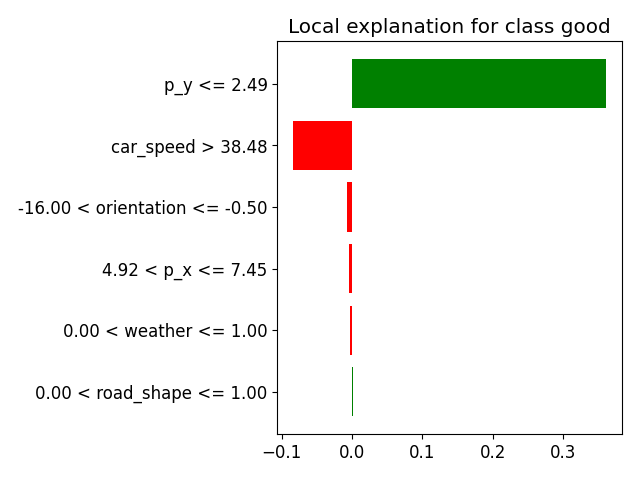 Local explanation for class good
p_y <= 2.49
car_speed > 38.48
-16.00 < orientation <= -0.50
4.92 < p_x <= 7.45
0.00 < weather <= 1.00
0.00 < road_shape <= 1.00
−0.1 0.0 0.1 0.2 0.3